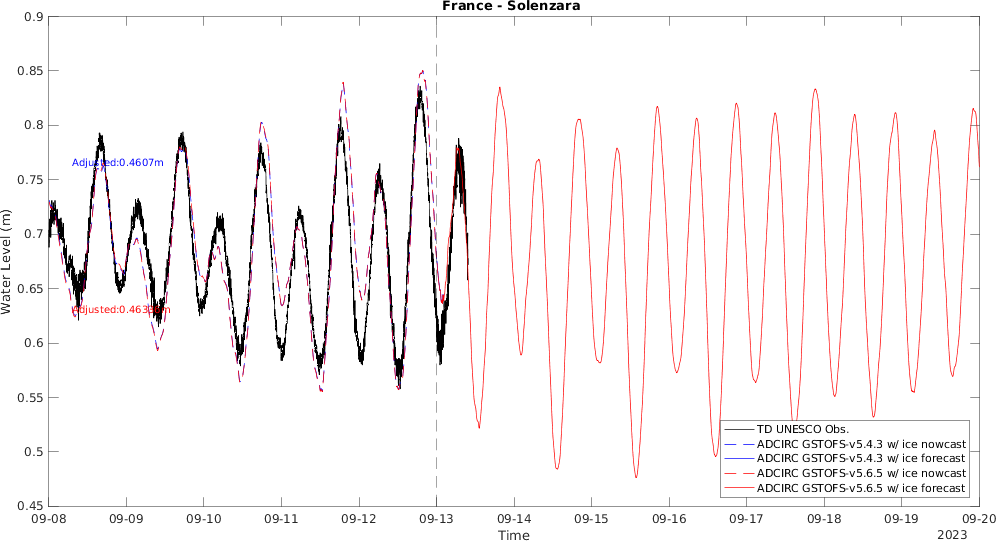 France - Solenzara
Water Level (m)
0.9
0.85
0.8
0.75
0.7
0.65
0.6
0.55
0.5
0.45
Adjusted:0.4607m
TD UNESCO Obs.
ADCIRC GSTOFS-v5.4.3 w/ ice nowcast
ADCIRC GSTOFS-v5.4.3 w/ ice forecast
ADCIRC GSTOFS-v5.6.5 w/ ice nowcast
ADCIRC GSTOFS-v5.6.5 w/ ice forecast
09-08 09-09 09-10 09-11 09-12 09-13 09-14 09-15 09-16 09-17 09-18 09-19 09-20
Time
2023